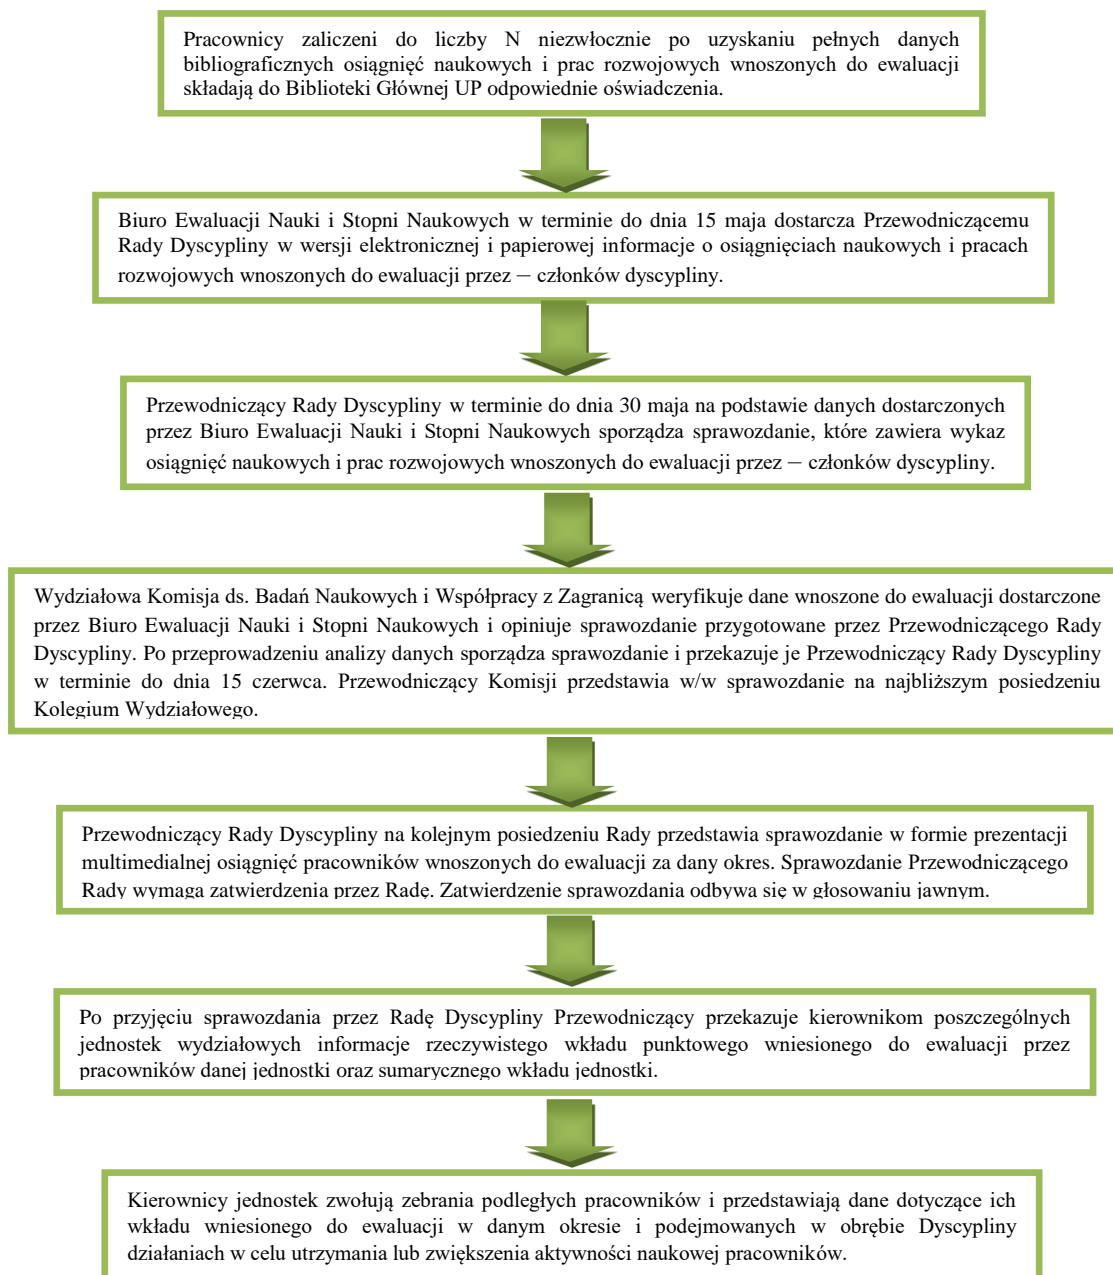 Pracownicy zaliczeni do liczby N niezwłocznie po uzyskaniu pełnych danych
bibliograficznych osiągnięć naukowych i prac rozwojowych wnoszonych do ewaluacji
składają do Biblioteki Głównej UP odpowiednie oświadczenia.
Biuro Ewaluacji Nauki i Stopni Naukowych w terminie do dnia 15 maja dostarcza Przewodniczącemu
Rady Dyscypliny w wersji elektronicznej i papierowej informacje o osiągnięciach naukowych i pracach
rozwojowych wnoszonych do ewaluacji przez – członków dyscypliny.
Przewodniczący Rady Dyscypliny w terminie do dnia 30 maja na podstawie danych dostarczonych
przez Biuro Ewaluacji Nauki i Stopni Naukowych sporządza sprawozdanie, które zawiera wykaz
osiągnięć naukowych i prac rozwojowych wnoszonych do ewaluacji przez – członków dyscypliny.
Wydziałowa Komisja ds. Badań Naukowych i Współpracy z Zagranicą weryfikuje dane wnoszone do ewaluacji dostarczone
przez Biuro Ewaluacji Nauki i Stopni Naukowych i opiniuje sprawozdanie przygotowane przez Przewodniczącego Rady
Dyscypliny. Po przeprowadzeniu analizy danych sporządza sprawozdanie i przekazuje je Przewodniczący Rady Dyscypliny
w terminie do dnia 15 czerwca. Przewodniczący Komisji przedstawia w/w sprawozdanie na najbliższym posiedzeniu
Kolegium Wydziałowego.
Przewodniczący Rady Dyscypliny na kolejnym posiedzeniu Rady przedstawia sprawozdanie w formie prezentacji
multimedialnej osiągnięć pracowników wnoszonych do ewaluacji za dany okres. Sprawozdanie Przewodniczącego
Rady wymaga zatwierdzenia przez Radę. Zatwierdzenie sprawozdania odbywa się w głosowaniu jawnym.
Po przyjęciu sprawozdania przez Radę Dyscypliny Przewodniczący przekazuje kierownikom poszczególnych
jednostek wydziałowych informacje rzeczywistego wkładu punktowego wniesionego do ewaluacji przez
pracowników danej jednostki oraz sumarycznego wkładu jednostki.
Kierownicy jednostek zwołują zebrania podległych pracowników i przedstawiają dane dotyczące ich
wkładu wniesionego do ewaluacji w danym okresie i podejmowanych w obrębie Dyscypliny
działaniach w celu utrzymania lub zwiększenia aktywności naukowej pracowników.